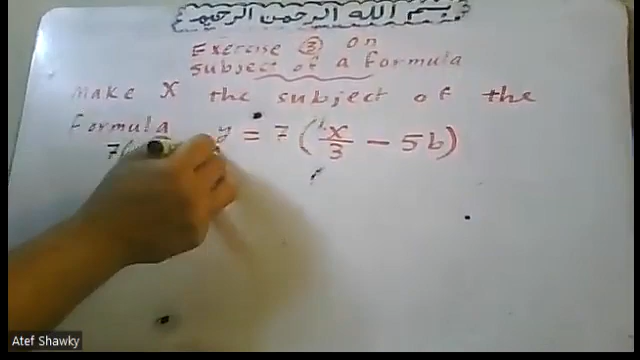 بسم الله الرحمن الرحيم
Exercise ③ on
Subject of a Formula
Make X the subject of the
Formula y = 7 ( x/3 - 5b )
7(
Atef Shawky